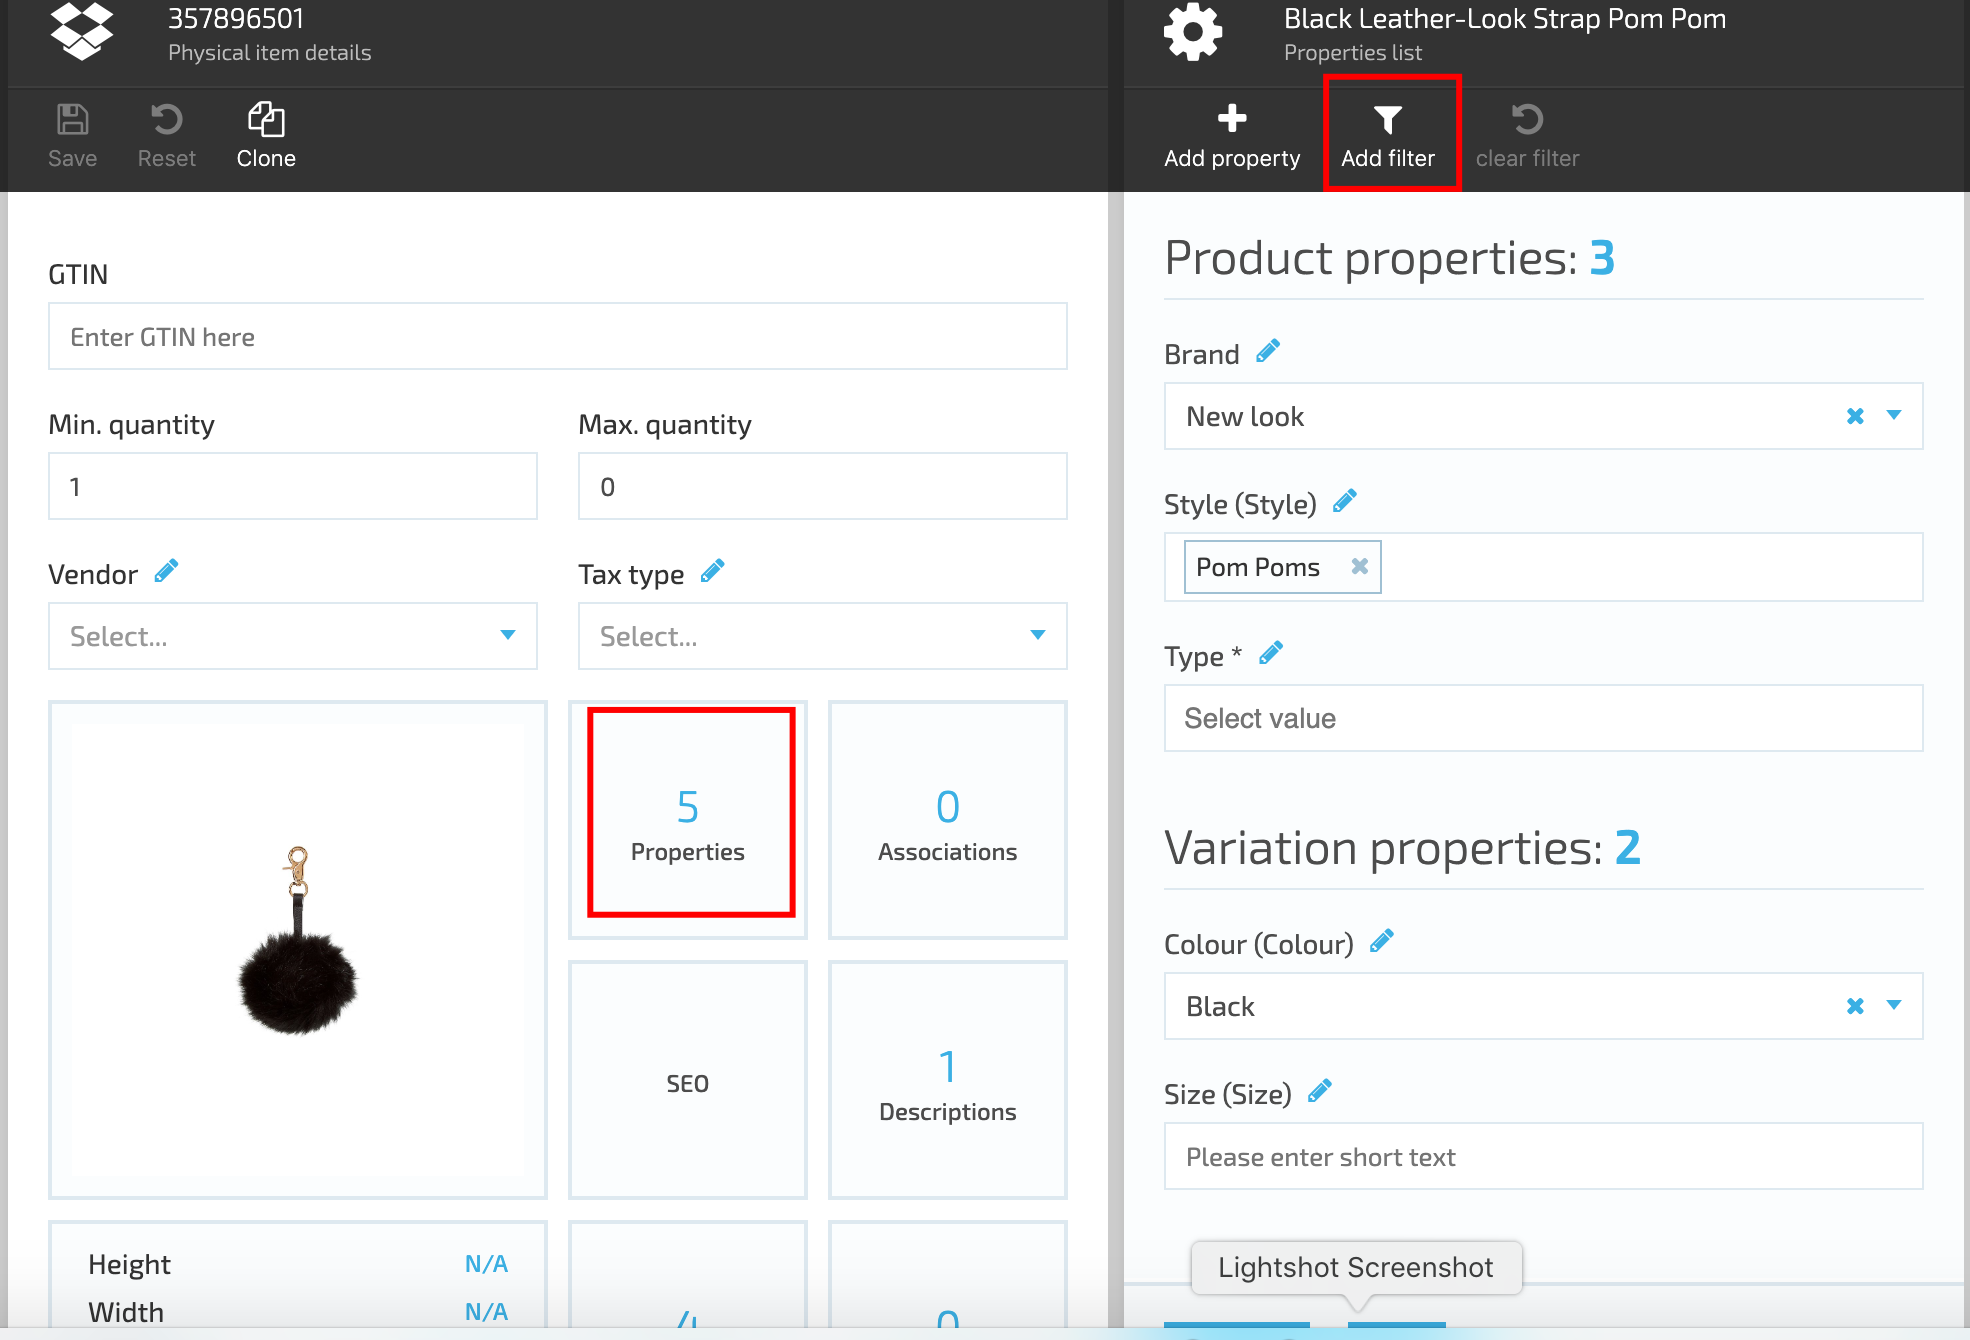 357896501
Physical item details
Save
Reset
Clone
GTIN
Enter GTIN here
Min. quantity
Max. quantity
1
0
Vendor
Tax type
Select...
Select...
5
Properties
0
Associations
SEO
1
Descriptions
Height N/A
Width N/A
4
0
Black Leather-Look Strap Pom Pom
Properties list
Add property
Add filter
clear filter
Product properties: 3
Brand
New look
Style (Style)
Pom Poms
Type *
Select value
Variation properties: 2
Colour (Colour)
Black
Size (Size)
Please enter short text
Lightshot Screenshot